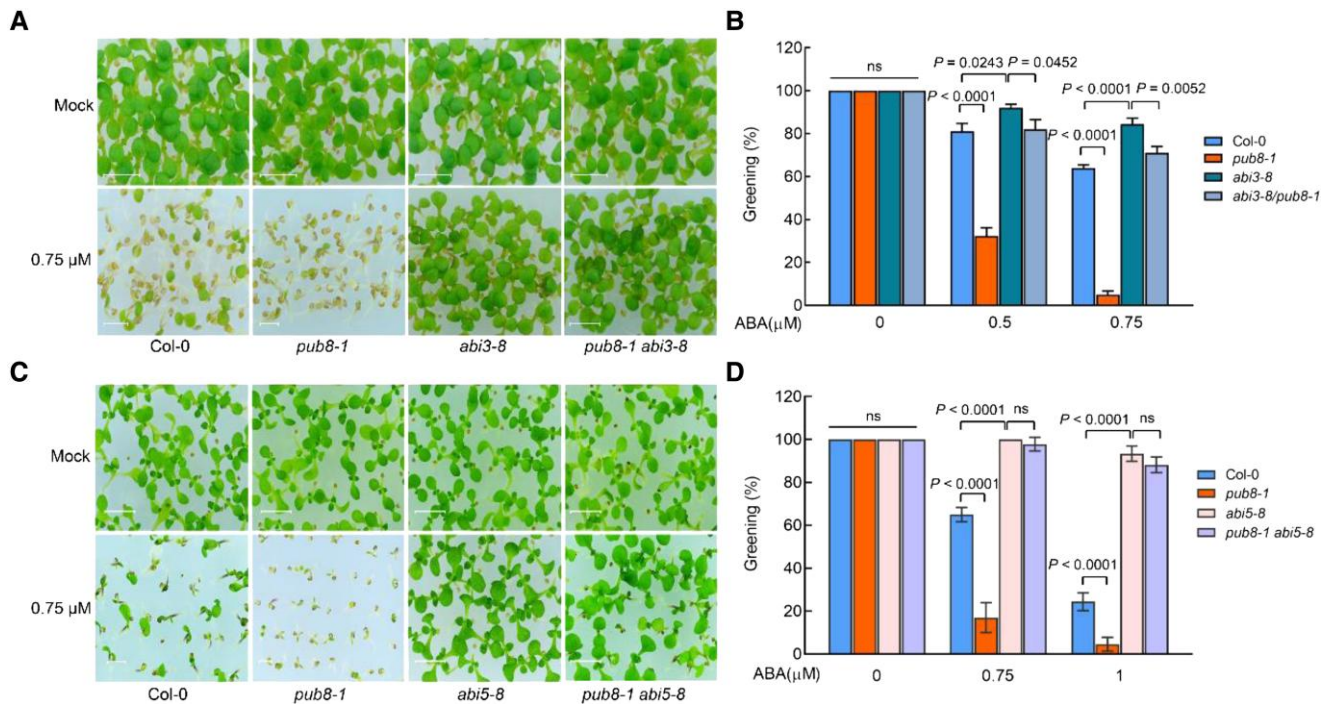 A
Mock
0.75 μM
Col-0
pub8-1
abi3-8
pub8-1 abi3-8
B
120
100
80
60
40
20
0
Greening (%)
ns
P = 0.0243
P = 0.0452
P < 0.0001
P < 0.0001
P = 0.0052
P < 0.0001
ABA(μM)
0
0.5
0.75
Col-0
pub8-1
abi3-8
abi3-8/pub8-1
C
Mock
0.75 μM
Col-0
pub8-1
abi5-8
pub8-1 abi5-8
D
120
100
80
60
40
20
0
Greening (%)
ns
P < 0.0001
ns
P < 0.0001
P < 0.0001
ns
P < 0.0001
ABA(μM)
0
0.75
1
Col-0
pub8-1
abi5-8
pub8-1 abi5-8